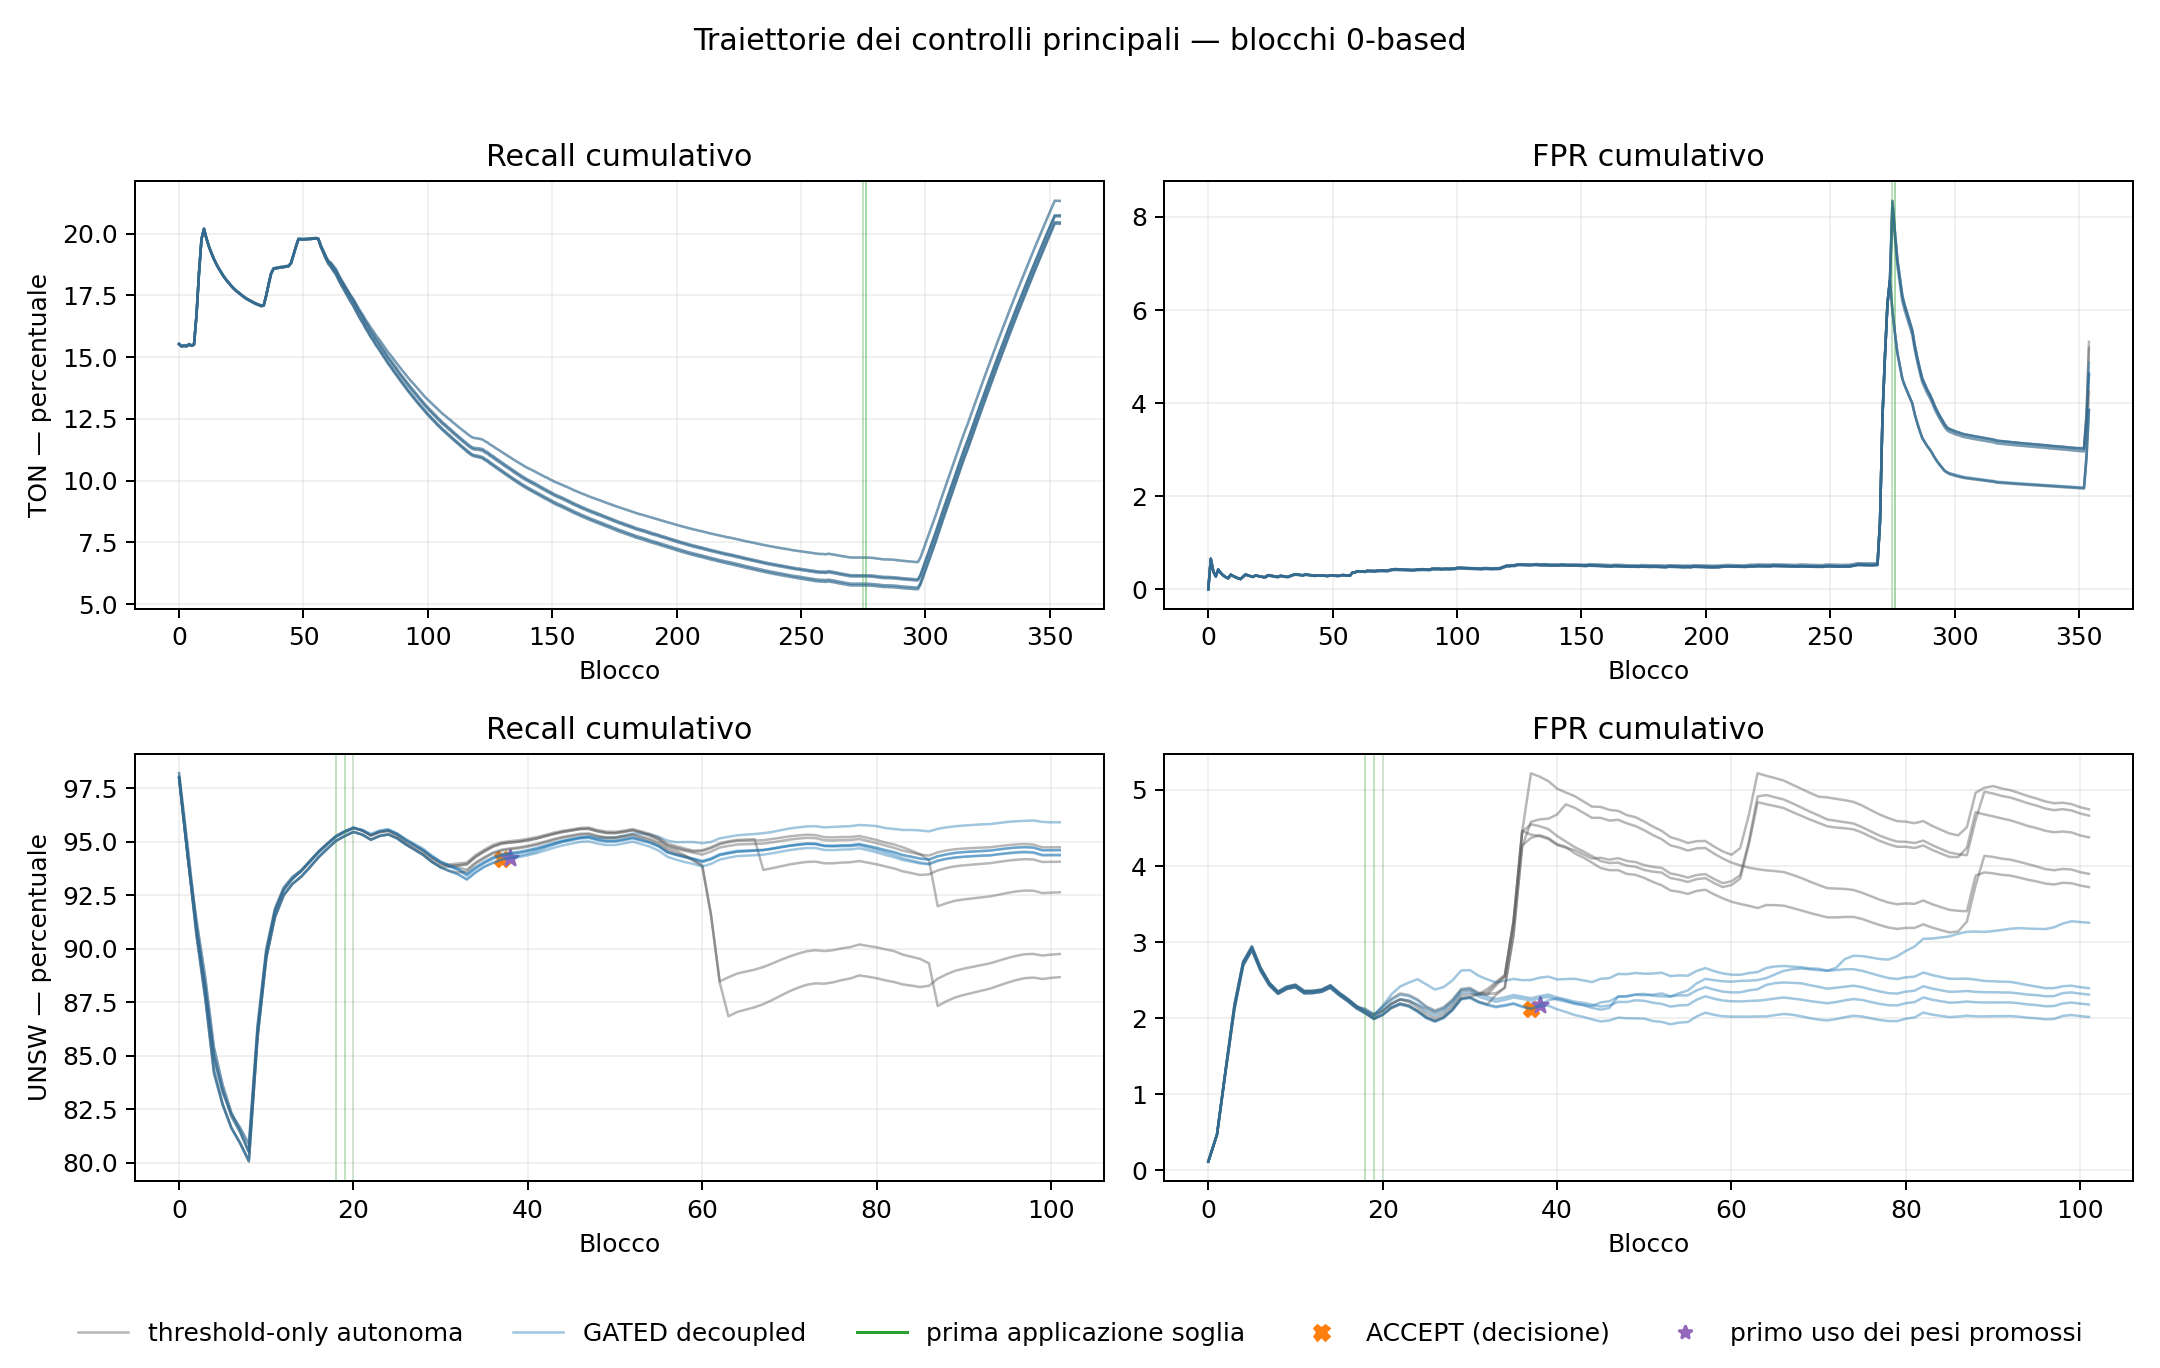 Traiettorie dei controlli principali — blocchi 0-based
Recall cumulativo
TON — percentuale
20.0
17.5
15.0
12.5
10.0
7.5
5.0
0 50 100 150 200 250 300 350
Blocco
FPR cumulativo
8
6
4
2
0
0 50 100 150 200 250 300 350
Blocco
Recall cumulativo
UNSW — percentuale
97.5
95.0
92.5
90.0
87.5
85.0
82.5
80.0
0 20 40 60 80 100
Blocco
FPR cumulativo
5
4
3
2
1
0
0 20 40 60 80 100
Blocco
threshold-only autonoma GATED decoupled prima applicazione soglia ACCEPT (decisione) primo uso dei pesi promossi